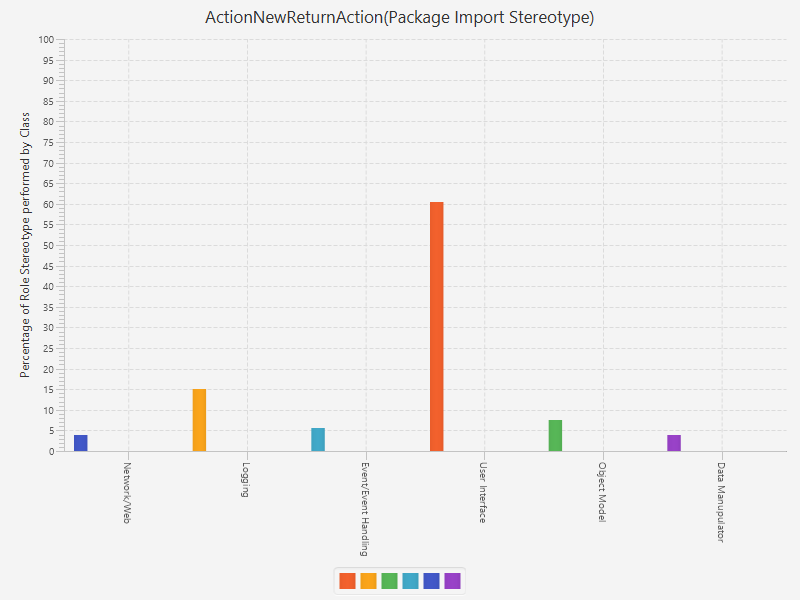 ActionNewReturnAction(Package Import Stereotype)
Percentage of Role Stereotype performed by Class
100
95
90
85
80
75
70
65
60
55
50
45
40
35
30
25
20
15
10
5
0
Network/Web
Logging
Event/Event Handling
User Interface
Object Model
Data Manupulator